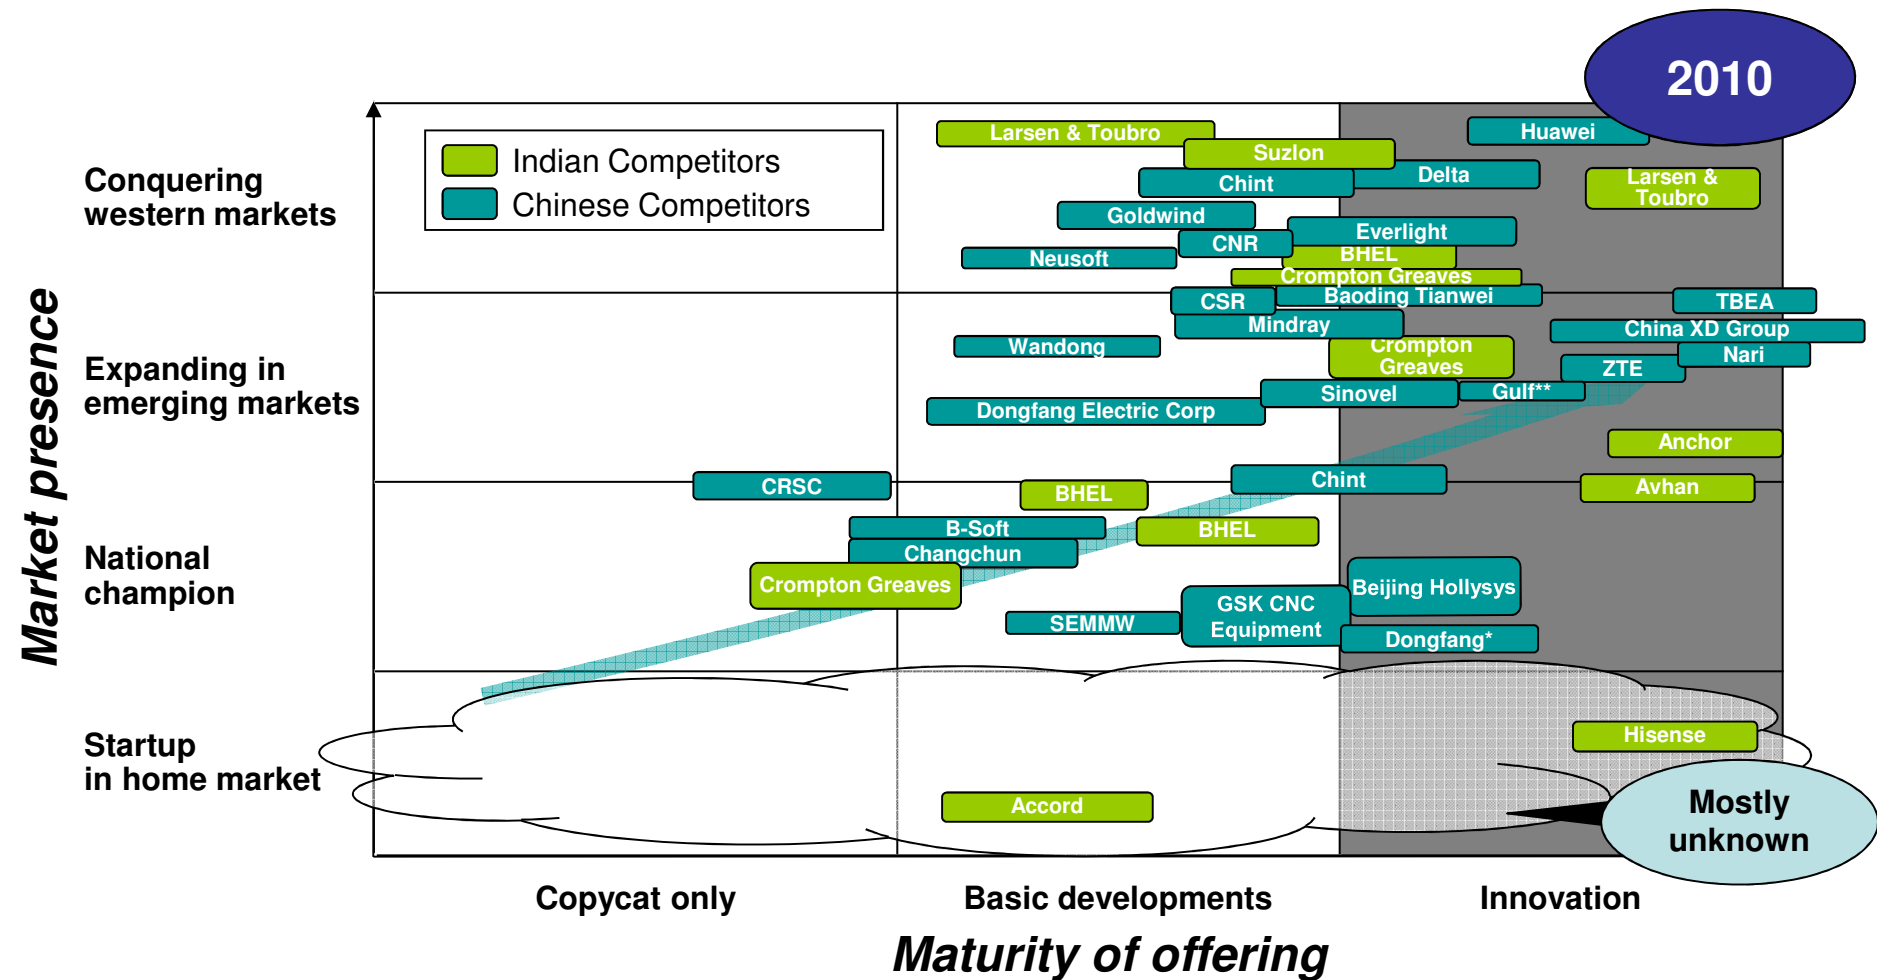 2010
Indian Competitors
Chinese Competitors
Market presence
Conquering
western markets
Larsen & Toubro
Huawei
Suzlon
Delta
Chint
Larsen &
Toubro
Goldwind
Everlight
CNR
BHEL
Neusoft
Crompton Greaves
Expanding in
emerging markets
CSR
Baoding Tianwei
TBEA
Mindray
China XD Group
Wandong
Crompton
Greaves
Nari
ZTE
Sinovel
Gulf**
Dongfang Electric Corp
Anchor
National
champion
CRSC
BHEL
Chint
Avhan
B-Soft
BHEL
Changchun
Crompton Greaves
Beijing Hollysys
GSK CNC
Equipment
SEMMW
Dongfang*
Startup
in home market
Hisense
Accord
Mostly
unknown
Copycat only
Basic developments
Innovation
Maturity of offering